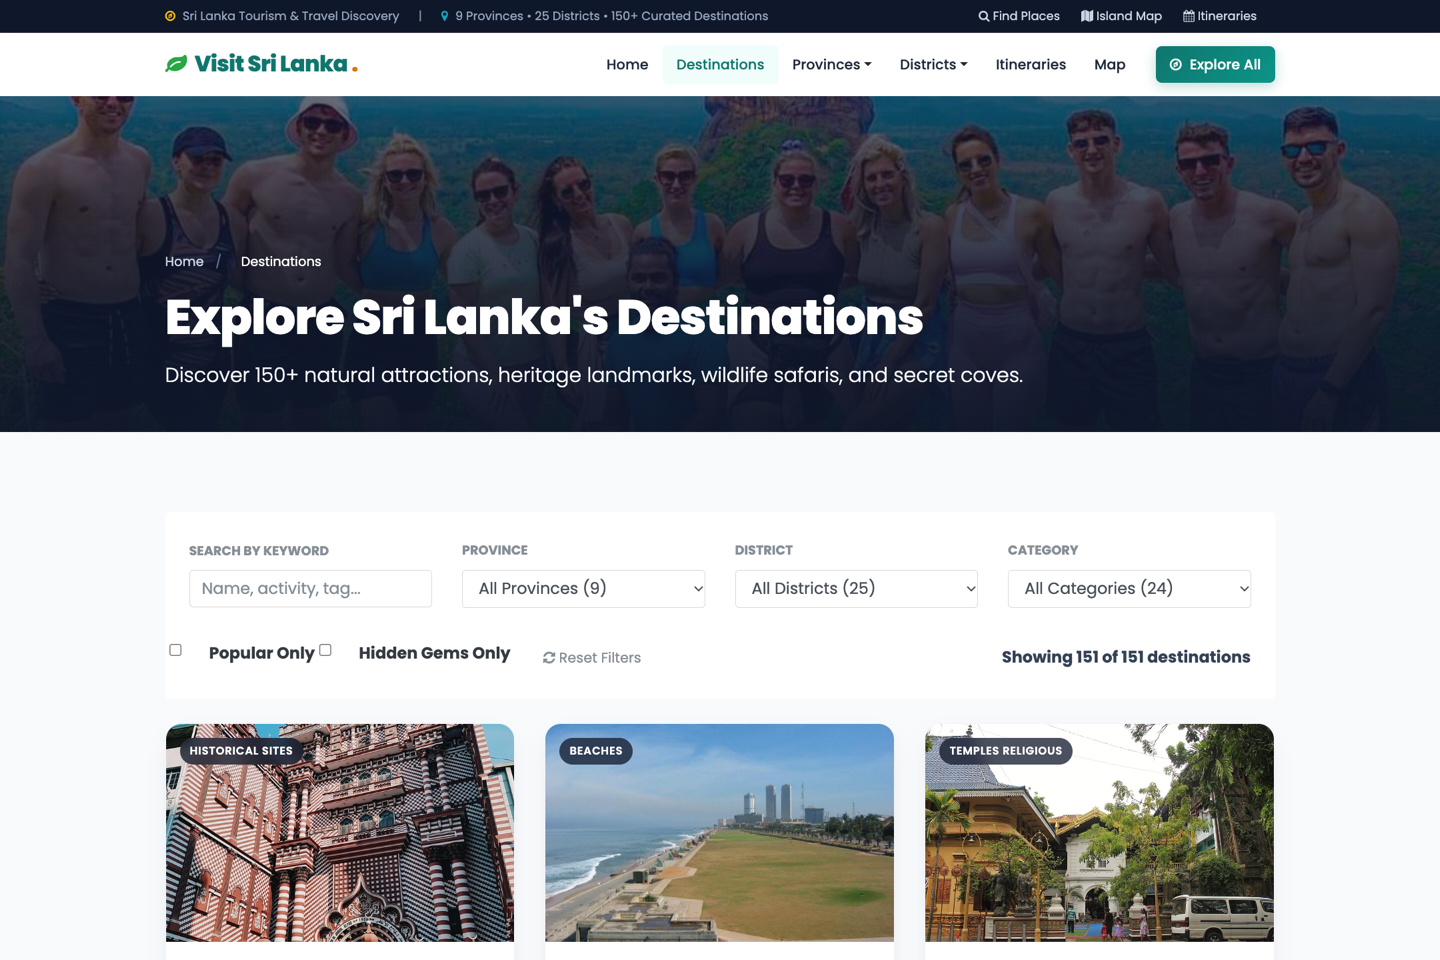 Sri Lanka Tourism & Travel Discovery | 9 Provinces • 25 Districts • 150+ Curated Destinations Find Places Island Map Itineraries
Visit Sri Lanka . Home Destinations Provinces Districts Itineraries Map Explore All
Home / Destinations
Explore Sri Lanka's Destinations
Discover 150+ natural attractions, heritage landmarks, wildlife safaris, and secret coves.
SEARCH BY KEYWORD PROVINCE DISTRICT CATEGORY
Name, activity, tag... All Provinces (9) All Districts (25) All Categories (24)
Popular Only Hidden Gems Only Reset Filters Showing 151 of 151 destinations
HISTORICAL SITES BEACHES TEMPLES RELIGIOUS